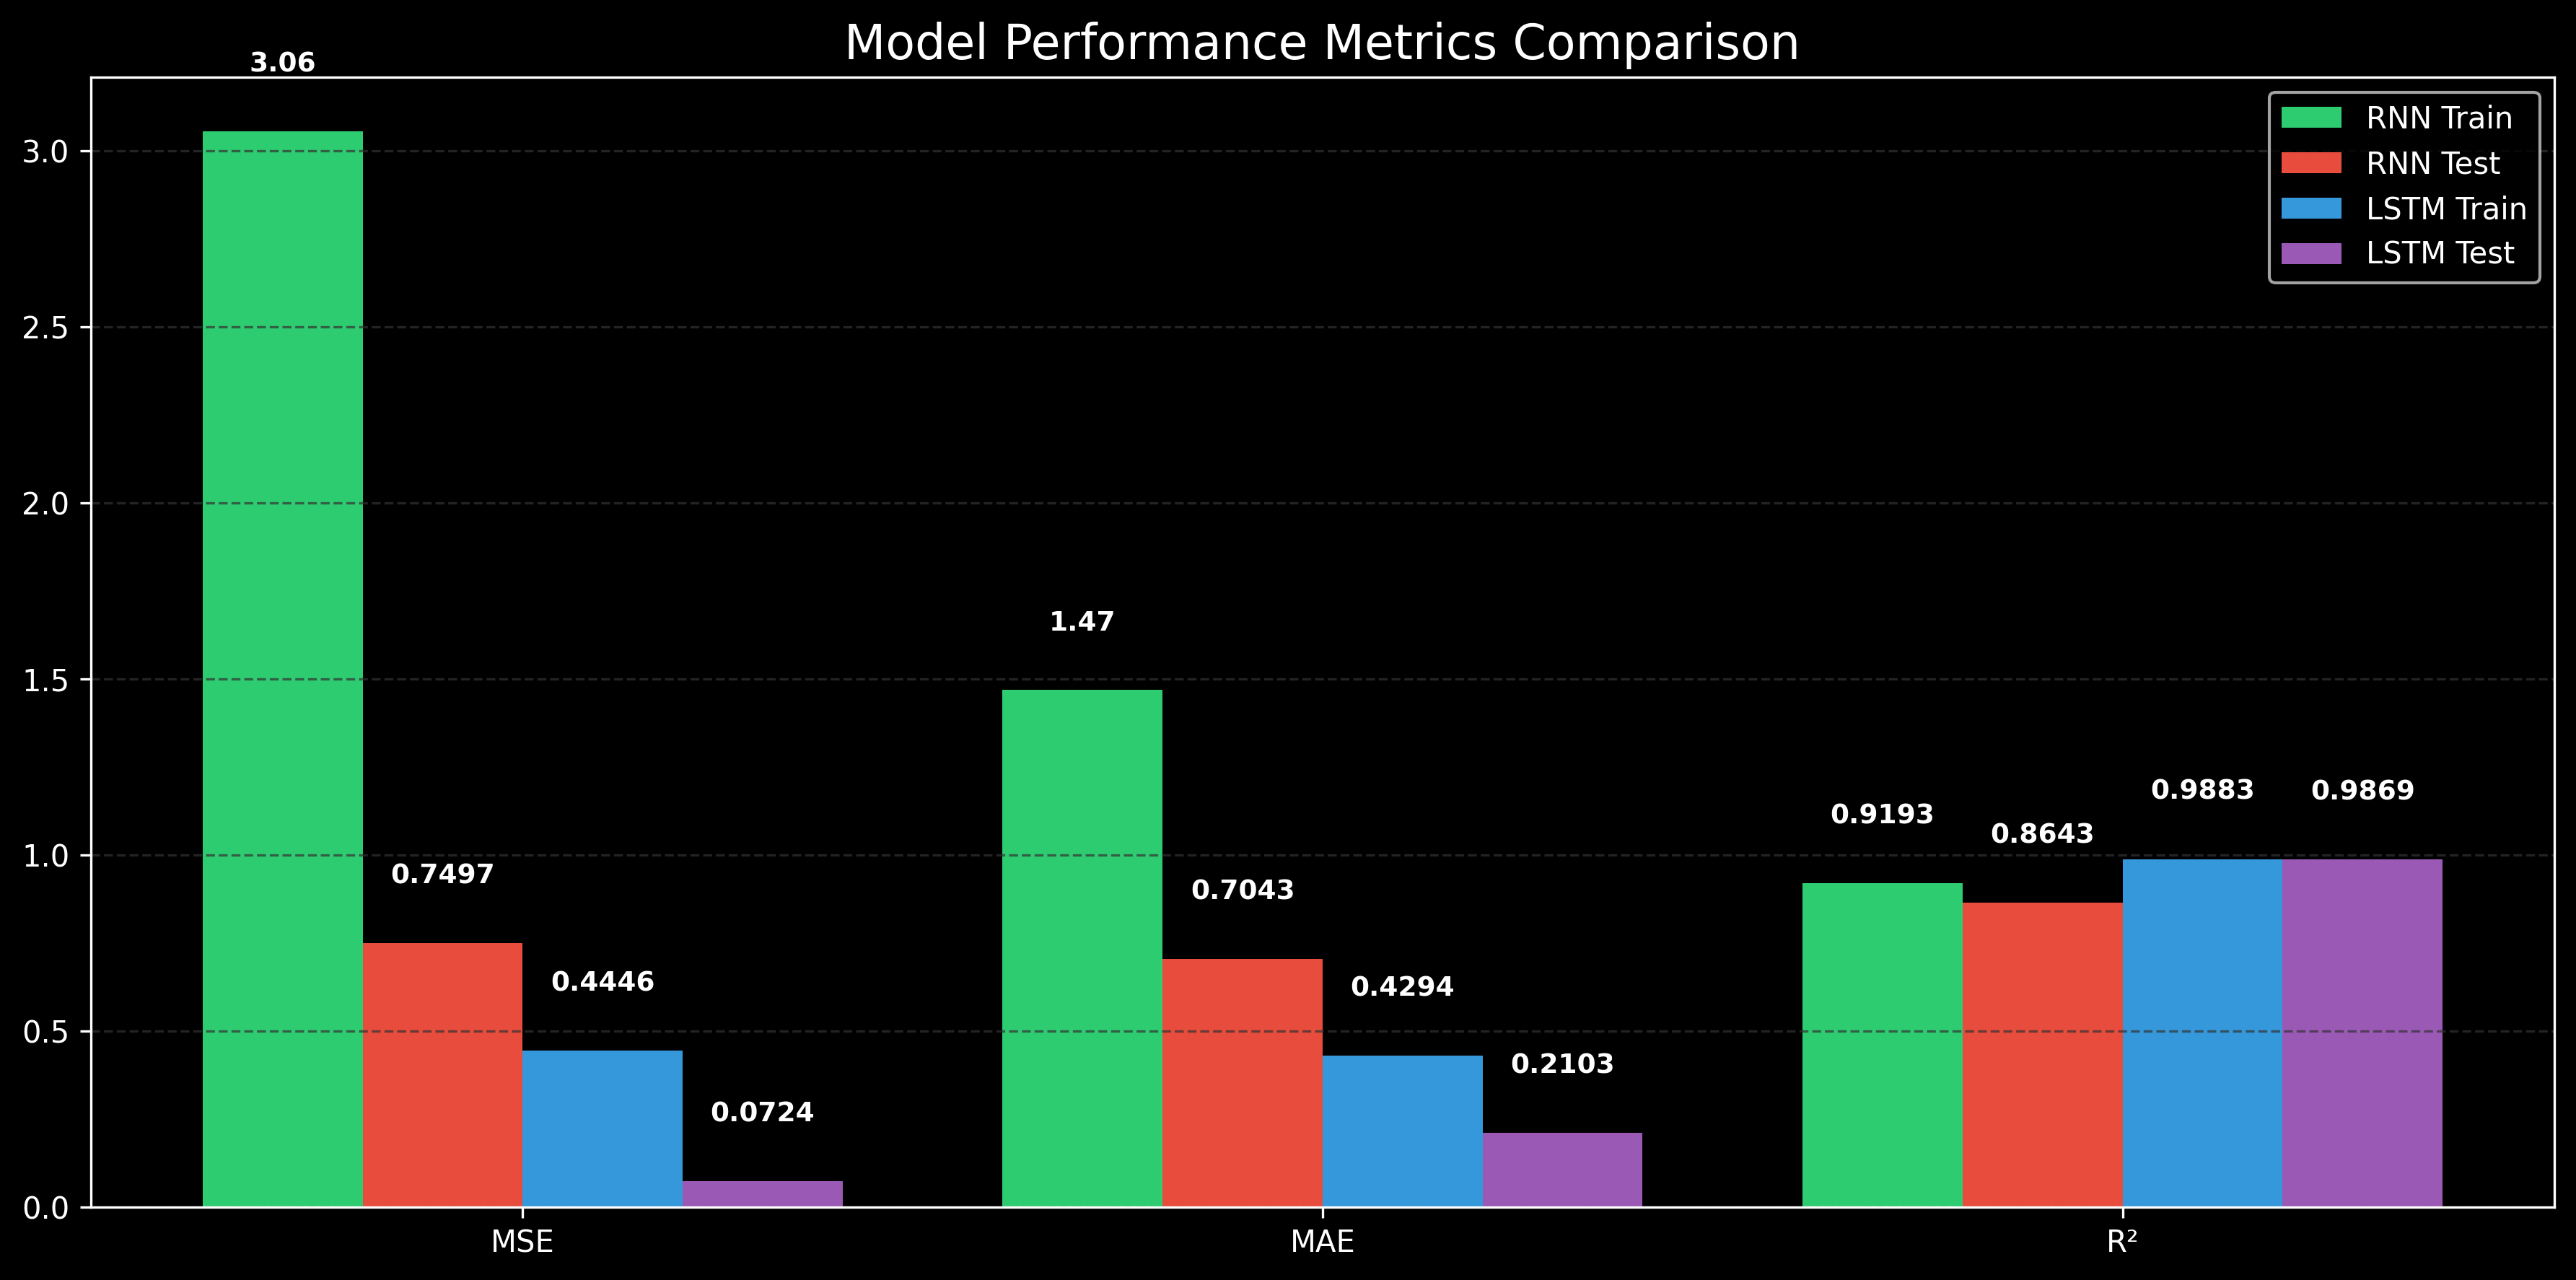 Model Performance Metrics Comparison
3.06
RNN Train
RNN Test
LSTM Train
LSTM Test
3.0
2.5
2.0
1.5
1.0
0.5
0.0
0.7497
0.4446
0.0724
1.47
0.7043
0.4294
0.2103
0.9193
0.8643
0.9883
0.9869
MSE
MAE
R²